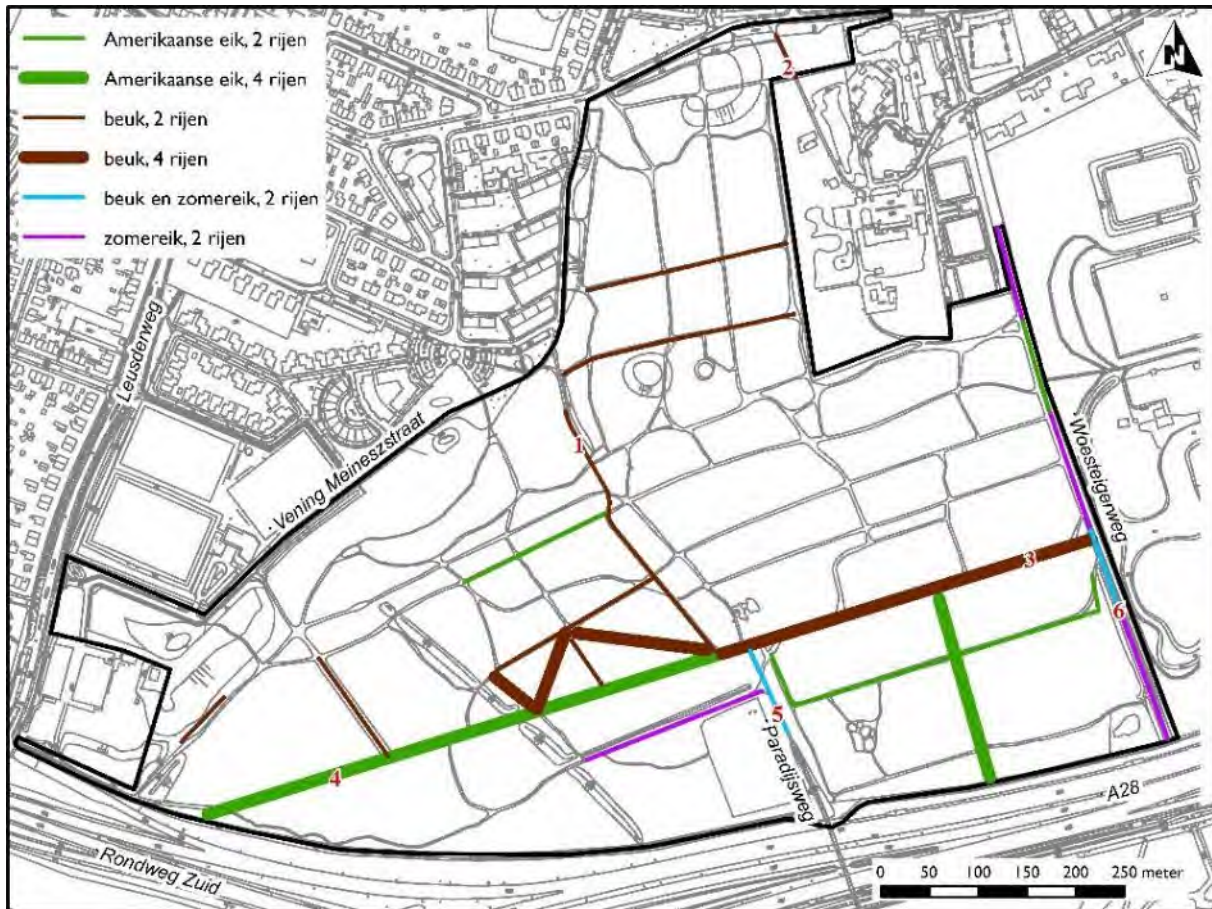 Amerikaanse eik, 2 rijen
Amerikaanse eik, 4 rijen
beuk, 2 rijen
beuk, 4 rijen
beuk en zomereik, 2 rijen
zomereik, 2 rijen
N
2
Leusderweg
1
Vening Meineszstraat
Woesteigerweg
3
6
5
Paradijsweg
4
A28
Rondweg Zuid
0 50 100 150 200 250 meter